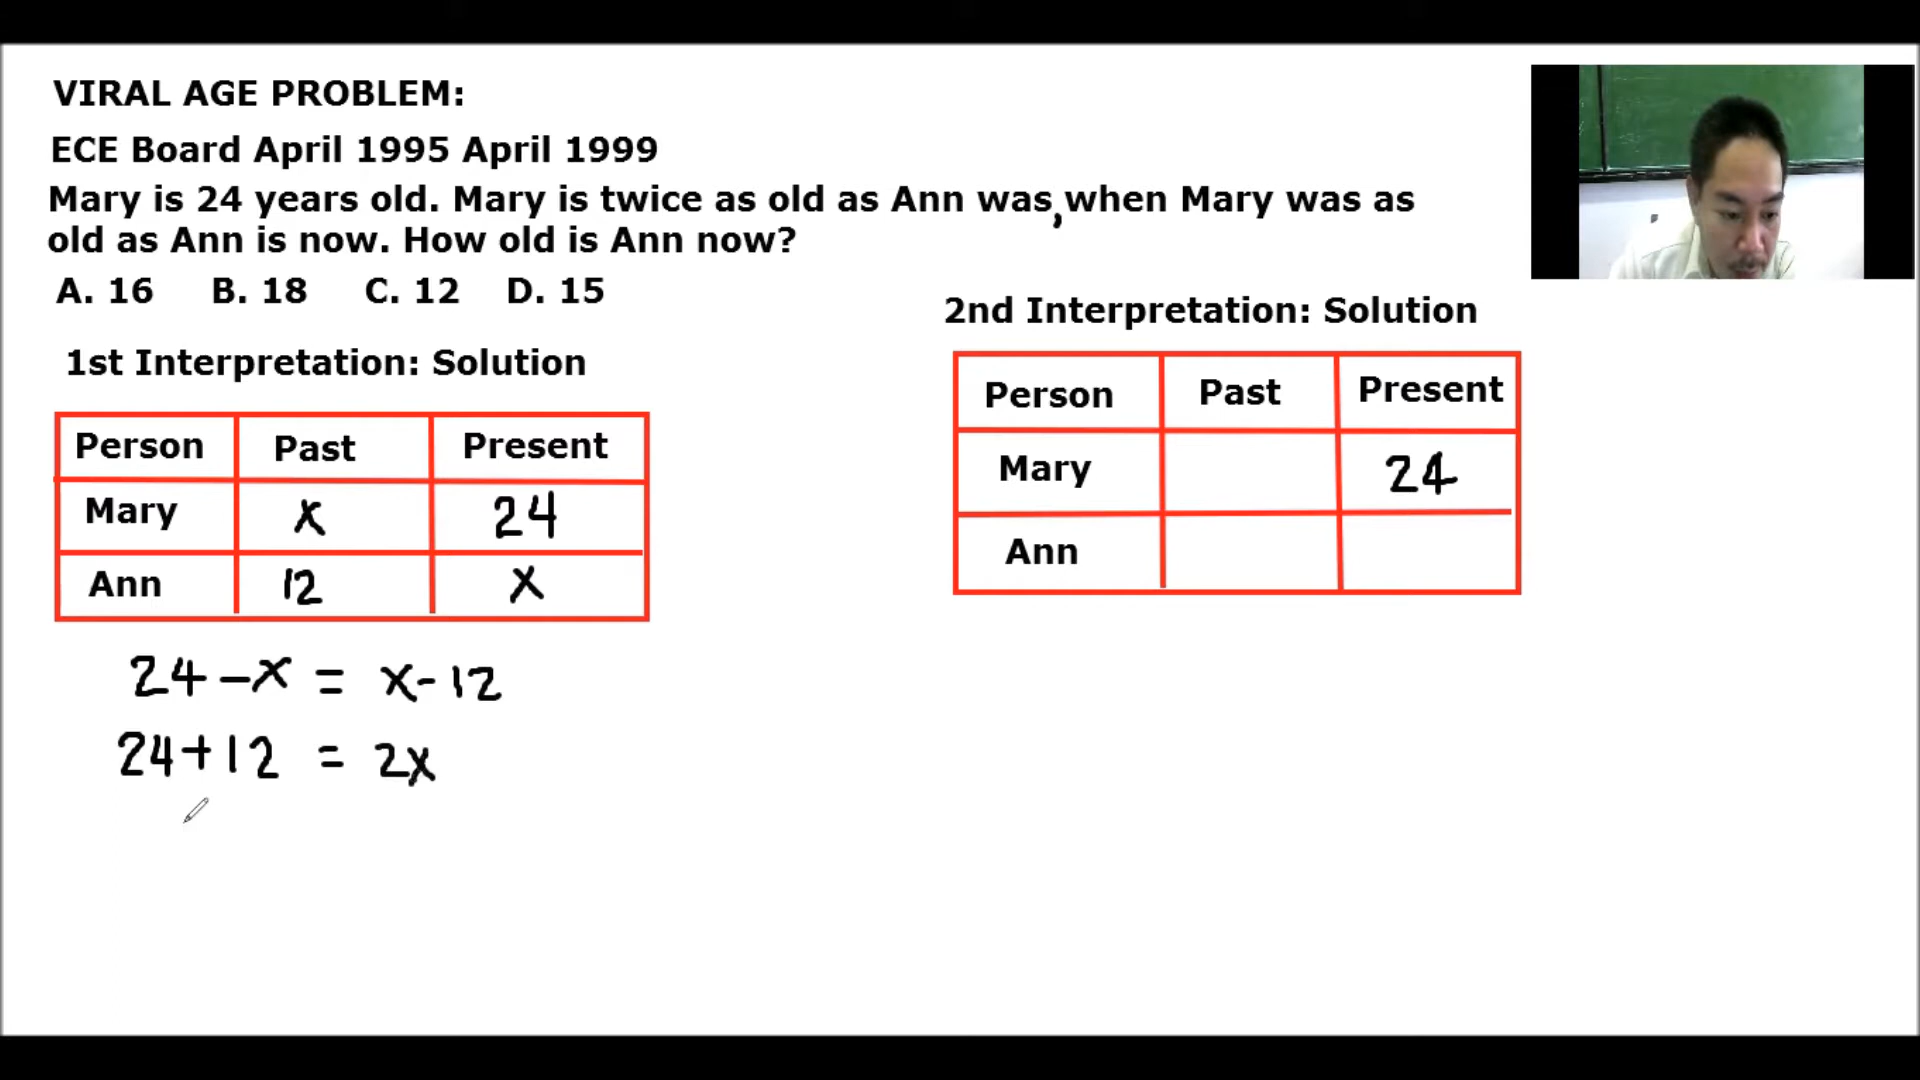 VIRAL AGE PROBLEM:
ECE Board April 1995 April 1999
Mary is 24 years old. Mary is twice as old as Ann was,when Mary was as
old as Ann is now. How old is Ann now?
A. 16 B. 18 C. 12 D. 15
1st Interpretation: Solution
Person Past Present
Mary x 24
Ann 12 x
24 - x = x - 12
24 + 12 = 2x
2nd Interpretation: Solution
Person Past Present
Mary 24
Ann